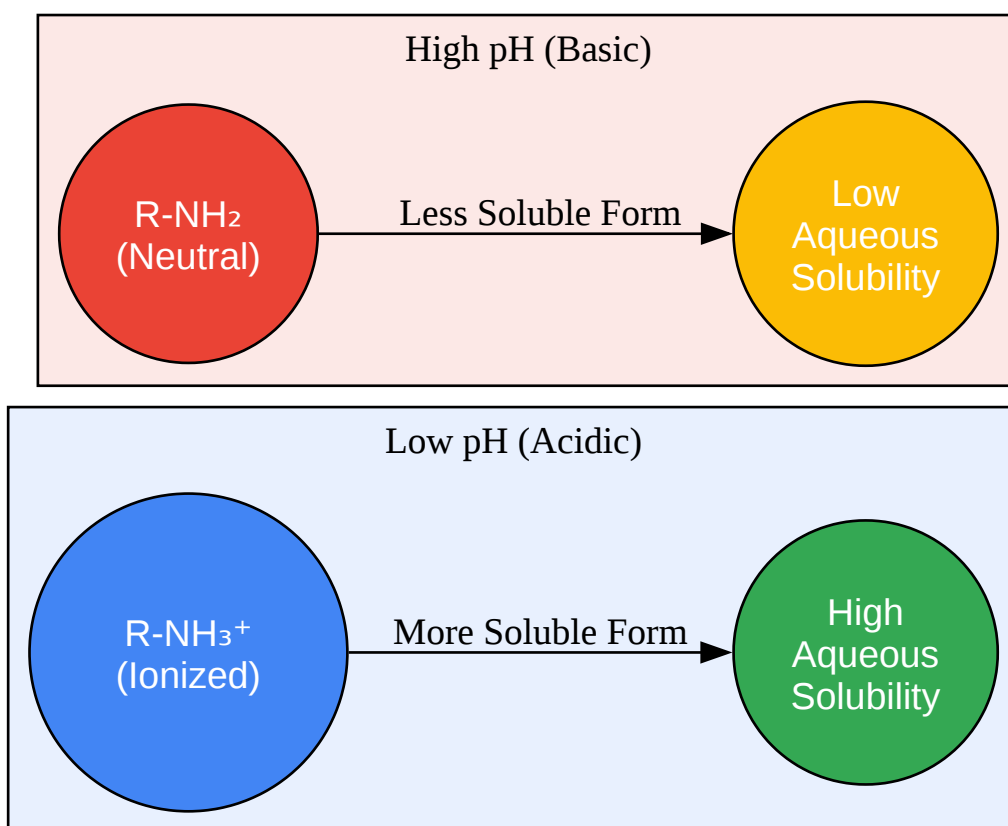 High pH (Basic)
R-NH₂
(Neutral)
Less Soluble Form
Low
Aqueous
Solubility
Low pH (Acidic)
R-NH₃⁺
(Ionized)
More Soluble Form
High
Aqueous
Solubility